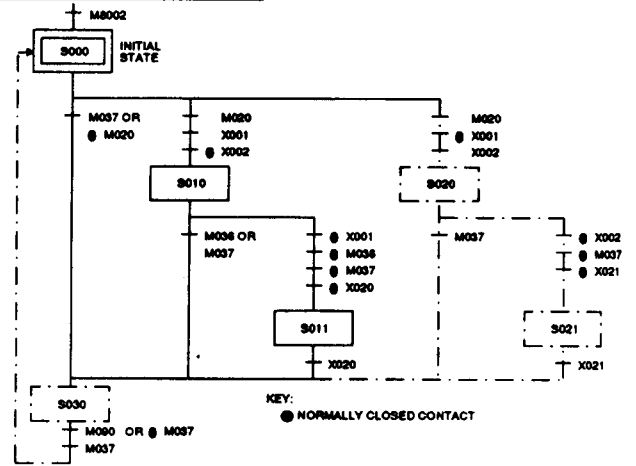 M8002
S000
INITIAL
STATE
M037 OR
M020
M020
X001
X002
M020
X001
X002
S010
S020
M036 OR
M037
X001
M036
M037
X020
M037
X002
M037
X021
S011
S021
X020
X021
S030
KEY:
NORMALLY CLOSED CONTACT
M090 OR M037
M037